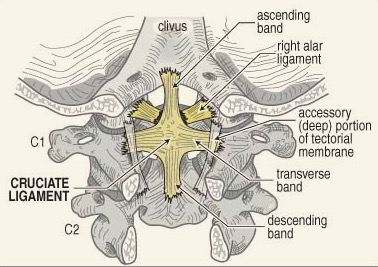 clivus
ascending
band
right alar
ligament
accessory
(deep) portion
of tectorial
membrane
C1
transverse
band
CRUCIATE
LIGAMENT
descending
band
C2